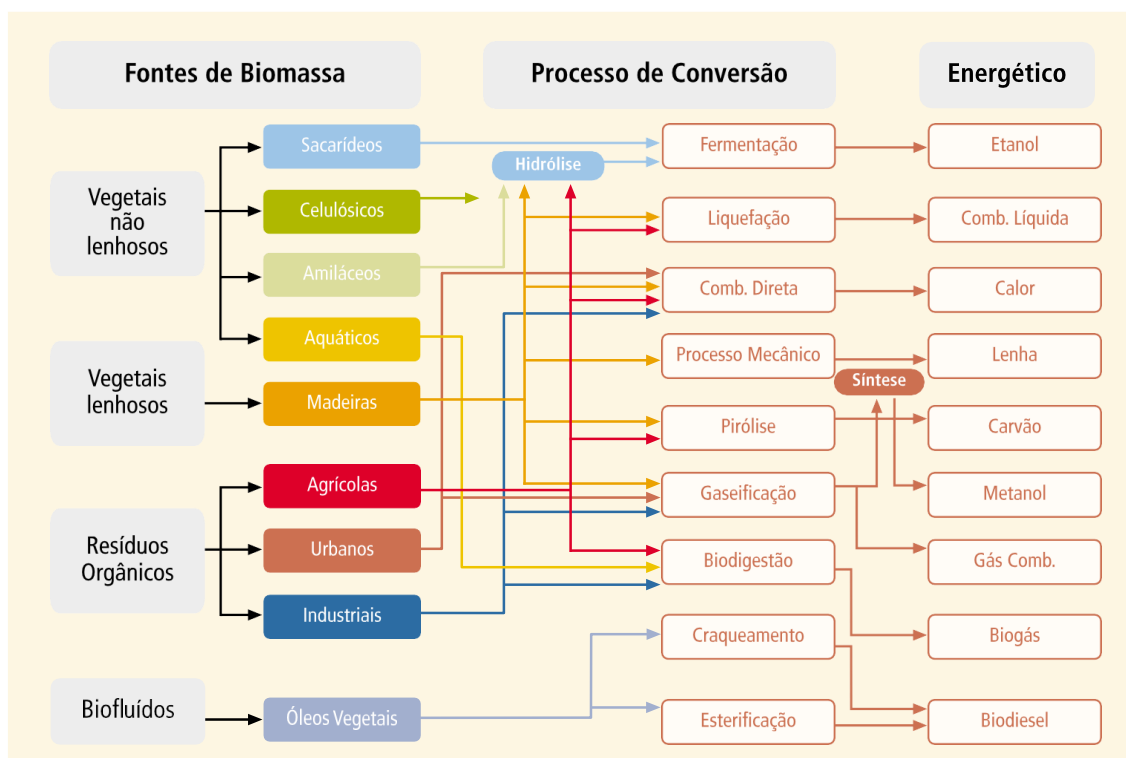 Fontes de Biomassa
Processo de Conversão
Energético
Vegetais
não
lenhosos
Vegetais
lenhosos
Resíduos
Orgânicos
Biofluídos
Sacarídeos
Celulósicos
Amiláceos
Aquáticos
Madeiras
Agrícolas
Urbanos
Industriais
Óleos Vegetais
Hidrólise
Fermentação
Liquefação
Comb. Direta
Processo Mecânico
Pirólise
Gaseificação
Biodigestão
Craqueamento
Esterificação
Síntese
Etanol
Comb. Líquida
Calor
Lenha
Carvão
Metanol
Gás Comb.
Biogás
Biodiesel